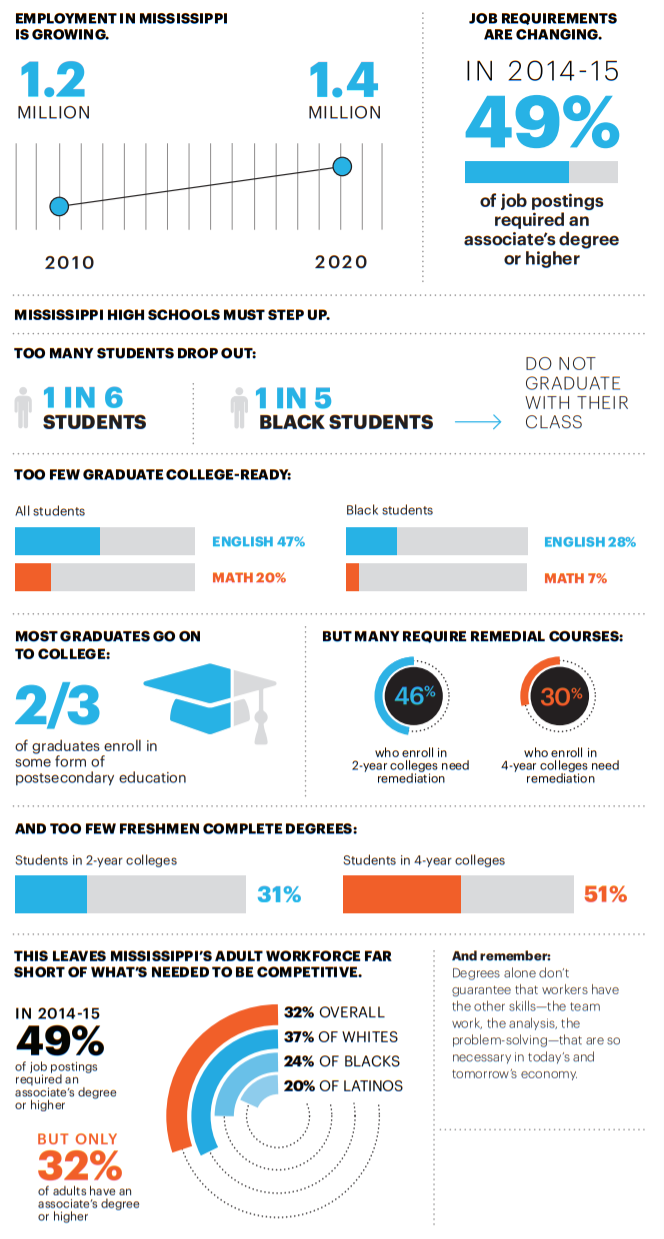 EMPLOYMENT IN MISSISSIPPI
IS GROWING.
1.2
MILLION
1.4
MILLION
2010
2020
JOB REQUIREMENTS
ARE CHANGING.
IN 2014-15
49%
of job postings
required an
associate's degree
or higher
MISSISSIPPI HIGH SCHOOLS MUST STEP UP.
TOO MANY STUDENTS DROP OUT:
1 IN 6
STUDENTS
1 IN 5
BLACK STUDENTS
DO NOT
GRADUATE
WITH THEIR
CLASS
TOO FEW GRADUATE COLLEGE-READY:
All students
ENGLISH 47%
MATH 20%
Black students
ENGLISH 28%
MATH 7%
MOST GRADUATES GO ON
TO COLLEGE:
2/3
of graduates enroll in
some form of
postsecondary education
BUT MANY REQUIRE REMEDIAL COURSES:
46%
who enroll in
2-year colleges need
remediation
30%
who enroll in
4-year colleges need
remediation
AND TOO FEW FRESHMEN COMPLETE DEGREES:
Students in 2-year colleges
31%
Students in 4-year colleges
51%
THIS LEAVES MISSISSIPPI'S ADULT WORKFORCE FAR
SHORT OF WHAT'S NEEDED TO BE COMPETITIVE.
IN 2014-15
49%
of job postings
required an
associate's degree
or higher
BUT ONLY
32%
of adults have an
associate's degree
or higher
32% OVERALL
37% OF WHITES
24% OF BLACKS
20% OF LATINOS
And remember:
Degrees alone don't
guarantee that workers have
the other skills—the team
work, the analysis, the
problem-solving—that are so
necessary in today's and
tomorrow's economy.